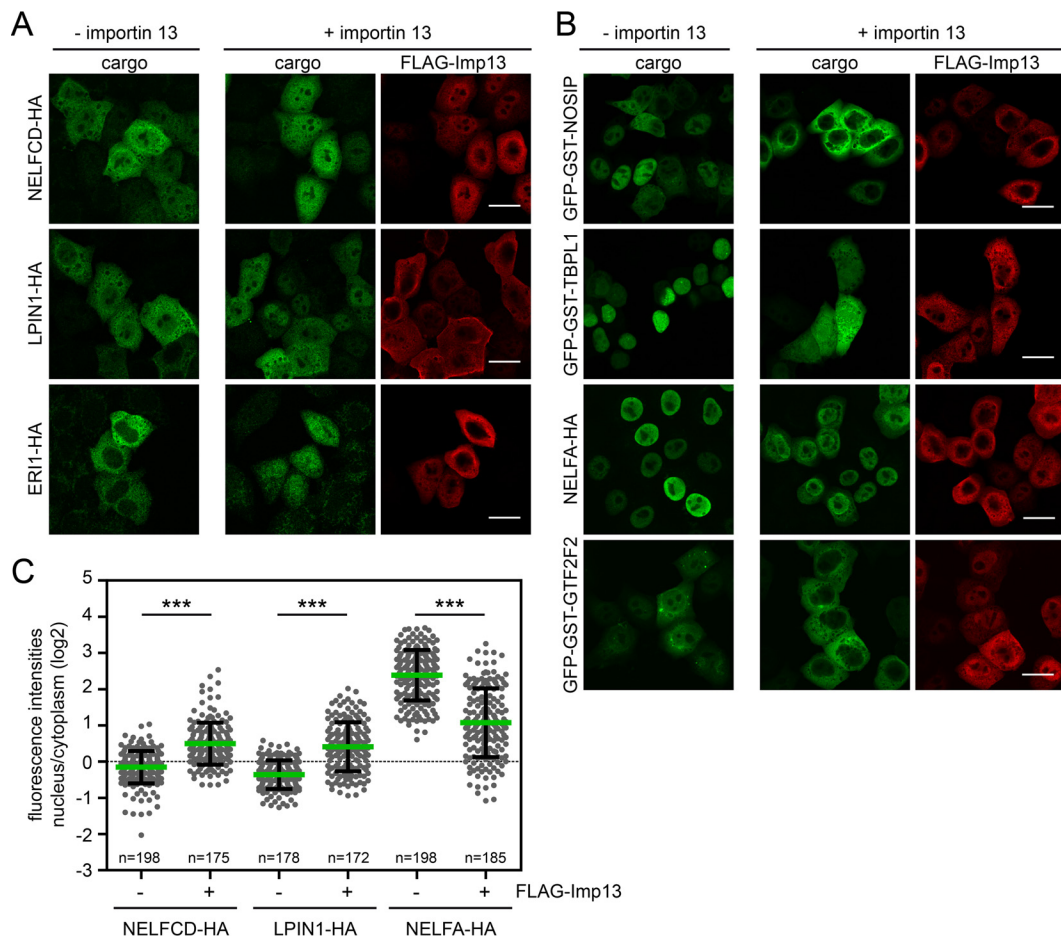 A
B
- importin 13
+ importin 13
- importin 13
+ importin 13
cargo
cargo
FLAG-Imp13
cargo
cargo
FLAG-Imp13
NELFCD-HA
GFP-GST-NOSIP
LPIN1-HA
GFP-GST-TBPL1
ERI1-HA
NELFA-HA
GFP-GST-GTF2F2
C
fluorescence intensities
nucleus/cytoplasm (log2)
5
4
3
2
1
0
-1
-2
-3
*** *** ***
n=198 n=175 n=178 n=172 n=198 n=185
- + - + - + FLAG-Imp13
NELFCD-HA LPIN1-HA NELFA-HA